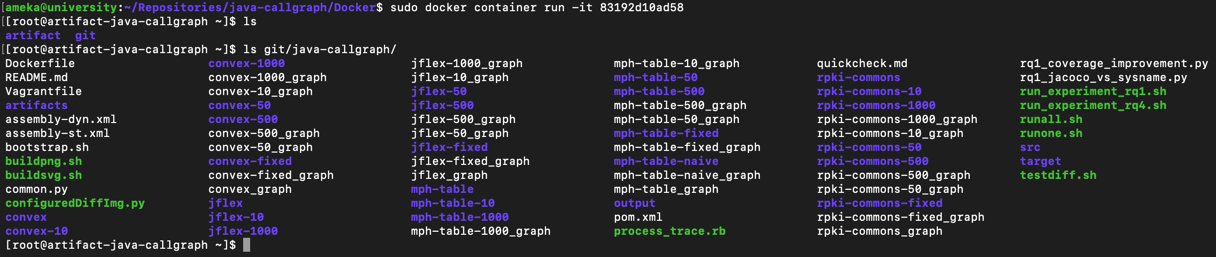 [ameka@university:~/Repositories/java-callgraph/Docker$ sudo docker container run -it 83192d10ad58
[[root@artifact-java-callgraph ~]$ ls
artifact git
[[root@artifact-java-callgraph ~]$ ls git/java-callgraph/
Dockerfile convex-1000 jflex-1000_graph mph-table-10_graph quickcheck.md rq1_coverage_improvement.py
README.md convex-1000_graph jflex-10_graph mph-table-50 rpki-commons rq1_jacoco_vs_sysname.py
Vagrantfile convex-10_graph jflex-50 mph-table-500 rpki-commons-10 run_experiment_rq1.sh
artifacts convex-50 jflex-500 mph-table-500_graph rpki-commons-1000 run_experiment_rq4.sh
assembly-dyn.xml convex-500 jflex-500_graph mph-table-50_graph rpki-commons-1000_graph runall.sh
assembly-st.xml convex-500_graph jflex-50_graph mph-table-fixed rpki-commons-10_graph runone.sh
bootstrap.sh convex-50_graph jflex-fixed mph-table-fixed_graph rpki-commons-50 src
buildpng.sh convex-fixed jflex-fixed_graph mph-table-naive rpki-commons-500 target
buildsvg.sh convex-fixed_graph jflex_graph mph-table-naive_graph rpki-commons-500_graph testdiff.sh
common.py convex_graph mph-table mph-table_graph rpki-commons-50_graph
configuredDiffImg.py jflex mph-table-10 output rpki-commons-fixed
convex jflex-10 mph-table-1000 pom.xml rpki-commons-fixed_graph
convex-10 jflex-1000 mph-table-1000_graph process_trace.rb rpki-commons_graph
[root@artifact-java-callgraph ~]$